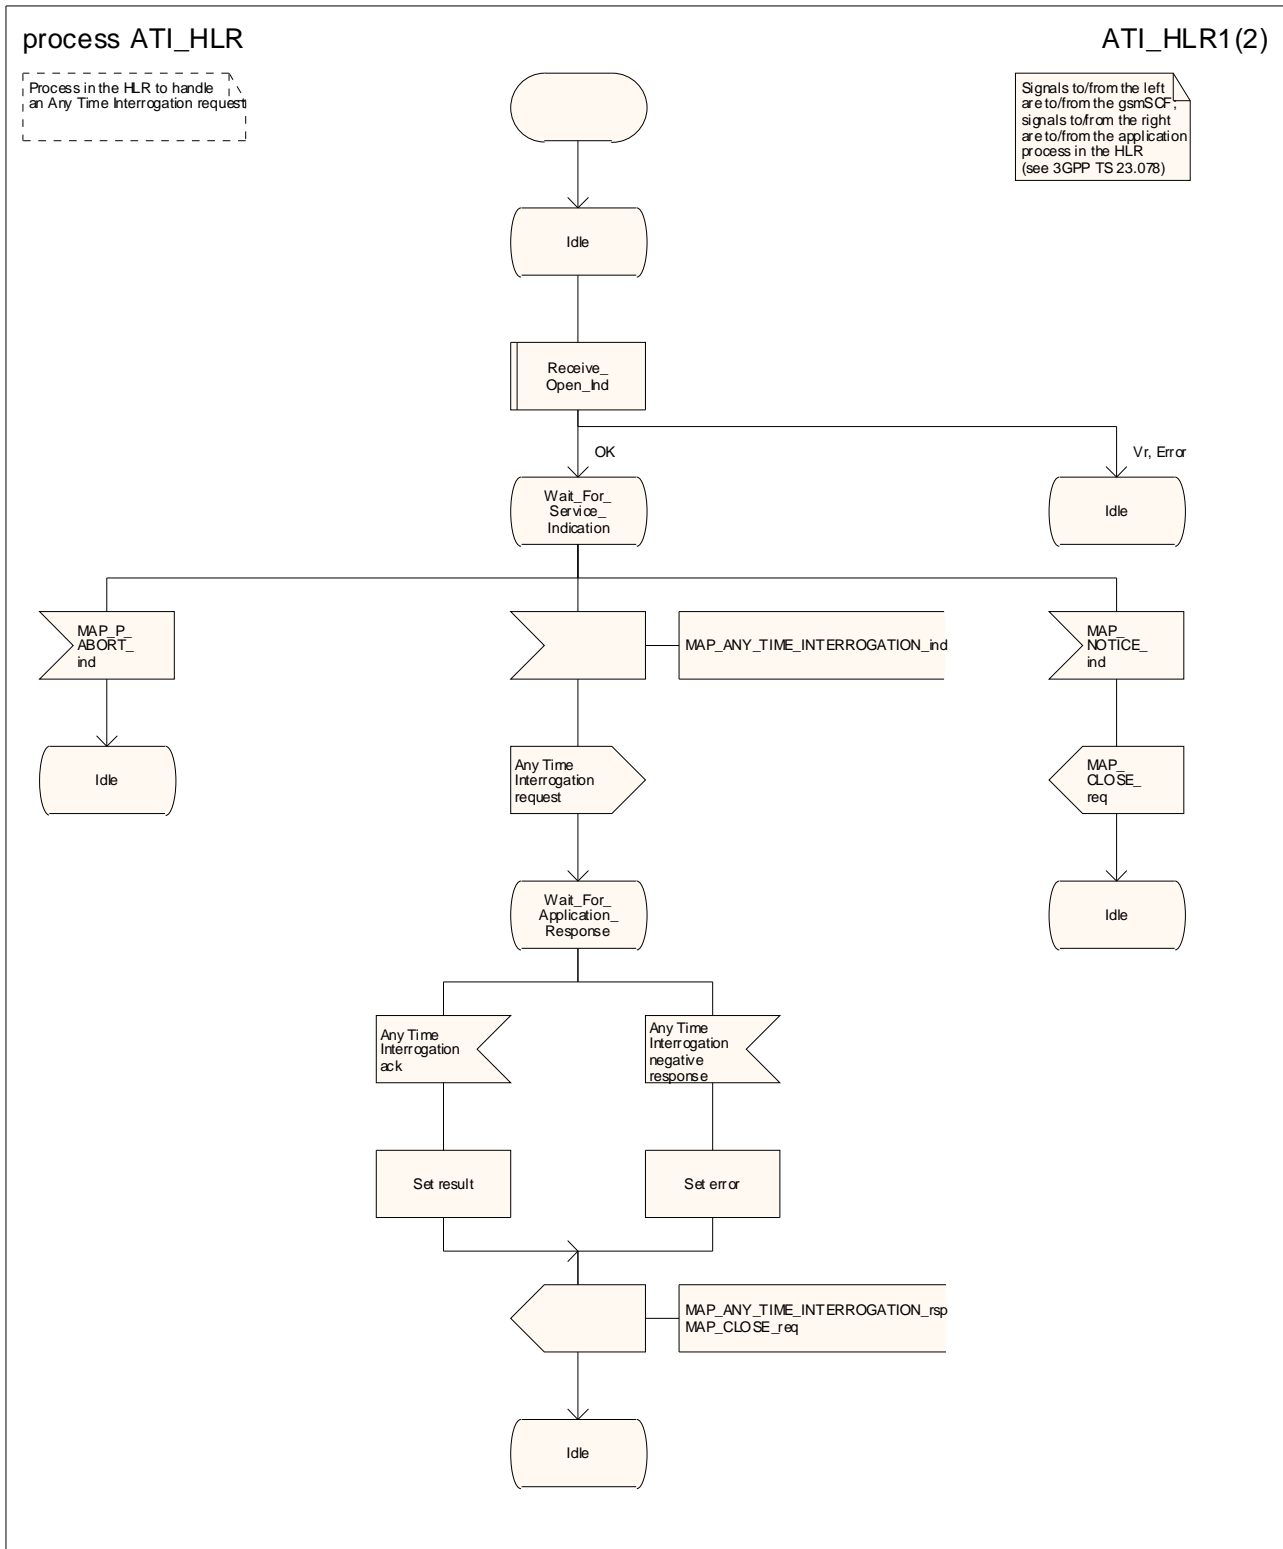 process ATI_HLR
ATI_HLR1(2)
Process in the HLR to handle
an Any Time Interrogation request
Signals to/from the left
are to/from the gsmSCF;
signals to/from the right
are to/from the application
process in the HLR
(see 3GPP TS 23.078)
Idle
Receive_
Open_Ind
OK
Vr, Error
Wait_For_
Service_
Indication
Idle
MAP_P_
ABORT_
ind
MAP_ANY_TIME_INTERROGATION_ind
MAP_
NOTICE_
ind
Idle
Any Time
Interrogation
request
MAP_
CLOSE_
req
Wait_For_
Application_
Response
Idle
Any Time
Interrogation
ack
Any Time
Interrogation
negative
response
Set result
Set error
MAP_ANY_TIME_INTERROGATION_rsp
MAP_CLOSE_req
Idle